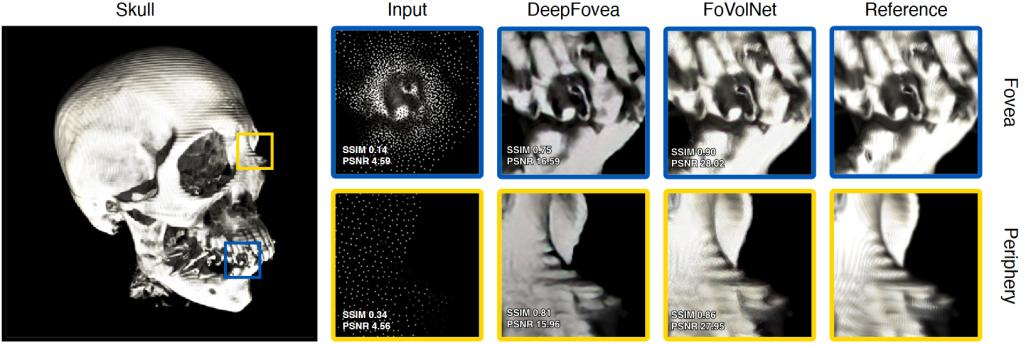 Skull
Input
DeepFovea
FoVolNet
Reference
SSIM 0.14
PSNR 4.59
SSIM 0.75
PSNR 16.59
SSIM 0.90
PSNR 28.02
Fovea
SSIM 0.34
PSNR 4.56
SSIM 0.81
PSNR 15.96
SSIM 0.86
PSNR 27.95
Periphery